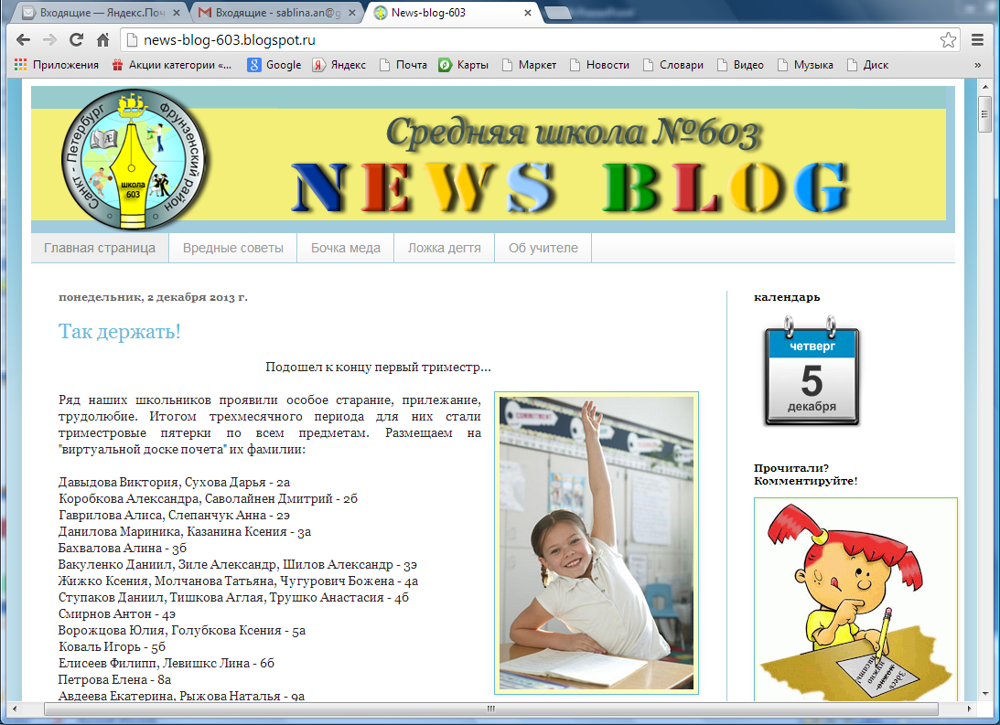 Входящие — Яндекс.Поч
Входящие - sablina.an@g
News-blog-603
news-blog-603.blogspot.ru
Приложения
Акции категории «...
Google
Яндекс
Почта
Карты
Маркет
Новости
Словари
Видео
Музыка
Диск
»
Санкт - Петербург Фрунзенский район
школа
603
Средняя школа №603
NEWS BLOG
Главная страница
Вредные советы
Бочка меда
Ложка дегтя
Об учителе
понедельник, 2 декабря 2013 г.
Так держать!
Подошел к концу первый триместр...
Ряд наших школьников проявили особое старание, прилежание,
трудолюбие. Итогом трехмесячного периода для них стали
триместровые пятерки по всем предметам. Размещаем на
"виртуальной доске почета" их фамилии:
Давыдова Виктория, Сухова Дарья - 2а
Коробкова Александра, Саволайнен Дмитрий - 2б
Гаврилова Алиса, Слепанчук Анна - 2э
Данилова Мариника, Казанина Ксения - 3а
Бахвалова Алина - 3б
Вакуленко Даниил, Зиле Александр, Шилов Александр - 3э
Жижко Ксения, Молчанова Татьяна, Чугурович Божена - 4а
Ступаков Даниил, Тишкова Аглая, Трушко Анастасия - 4б
Смирнов Антон - 4э
Ворожцова Юлия, Голубкова Ксения - 5а
Коваль Игорь - 5б
Елисеев Филипп, Левишкс Лина - 6б
Петрова Елена - 8а
Авдеева Екатерина, Рыжова Наталья - 9а
COMMITMENT
календарь
четверг
5
декабря
Прочитали?
Комментируйте!
Здесь
можно
нужно
писать!